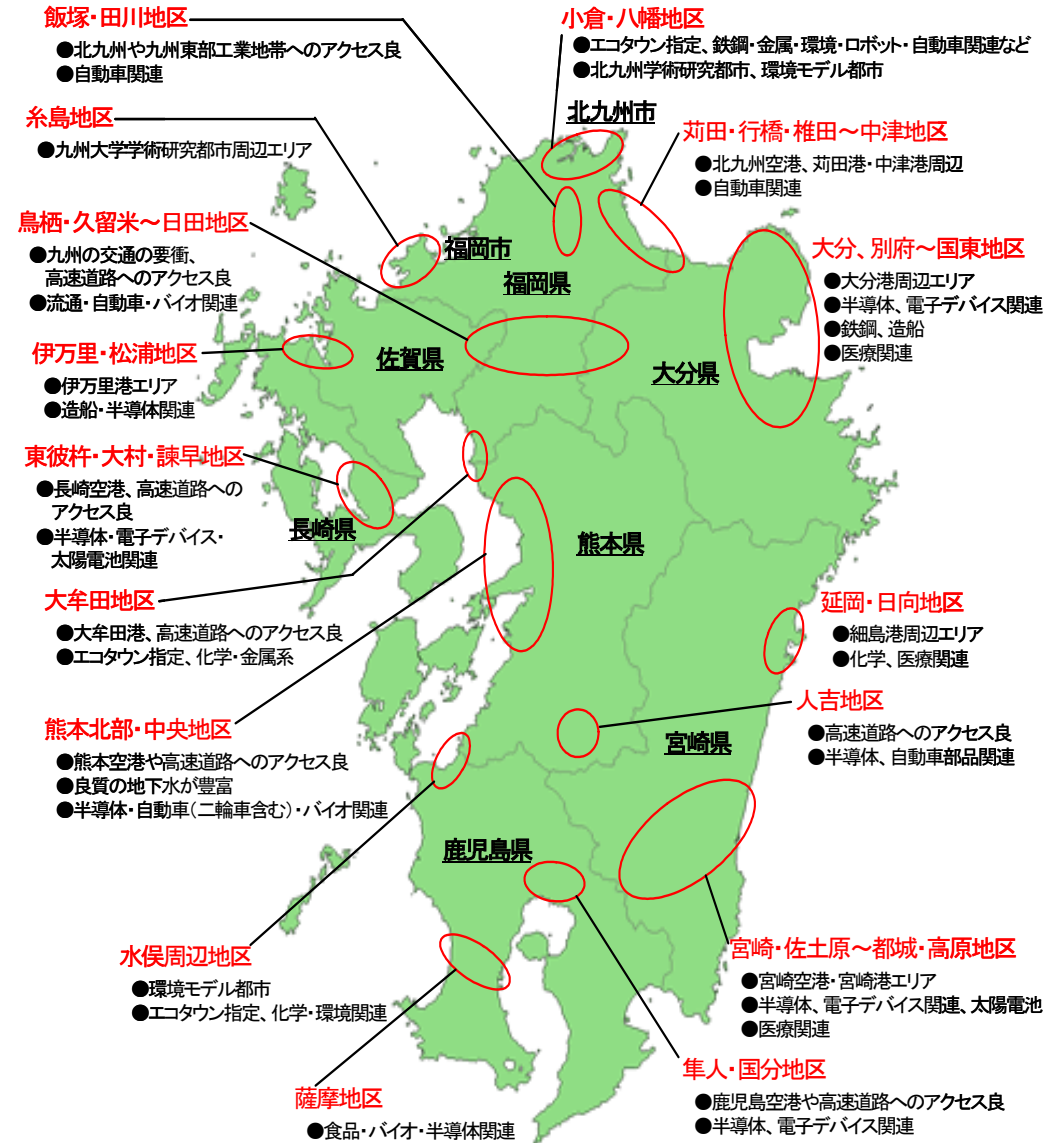 飯塚・田川地区
●北九州や九州東部工業地帯へのアクセス良
●自動車関連
小倉・八幡地区
●エコタウン指定、鉄鋼・金属・環境・ロボット・自動車関連など
●北九州学術研究都市、環境モデル都市
北九州市
糸島地区
●九州大学学術研究都市周辺エリア
苅田・行橋・椎田～中津地区
●北九州空港、苅田港・中津港周辺
●自動車関連
鳥栖・久留米～日田地区
●九州の交通の要衝、
高速道路へのアクセス良
●流通・自動車・バイオ関連
福岡市
福岡県
大分、別府～国東地区
●大分港周辺エリア
●半導体、電子デバイス関連
●鉄鋼、造船
●医療関連
伊万里・松浦地区
●伊万里港エリア
●造船・半導体関連
佐賀県
大分県
東彼杵・大村・諫早地区
●長崎空港、高速道路への
アクセス良
●半導体・電子デバイス・
太陽電池関連
長崎県
熊本県
大牟田地区
●大牟田港、高速道路へのアクセス良
●エコタウン指定、化学・金属系
延岡・日向地区
●細島港周辺エリア
●化学、医療関連
熊本北部・中央地区
●熊本空港や高速道路へのアクセス良
●良質の地下水が豊富
●半導体・自動車（二輪車含む）・バイオ関連
人吉地区
●高速道路へのアクセス良
●半導体、自動車部品関連
宮崎県
鹿児島県
水俣周辺地区
●環境モデル都市
●エコタウン指定、化学・環境関連
宮崎・佐土原～都城・高原地区
●宮崎空港・宮崎港エリア
●半導体、電子デバイス関連、太陽電池
●医療関連
薩摩地区
●食品・バイオ・半導体関連
隼人・国分地区
●鹿児島空港や高速道路へのアクセス良
●半導体、電子デバイス関連